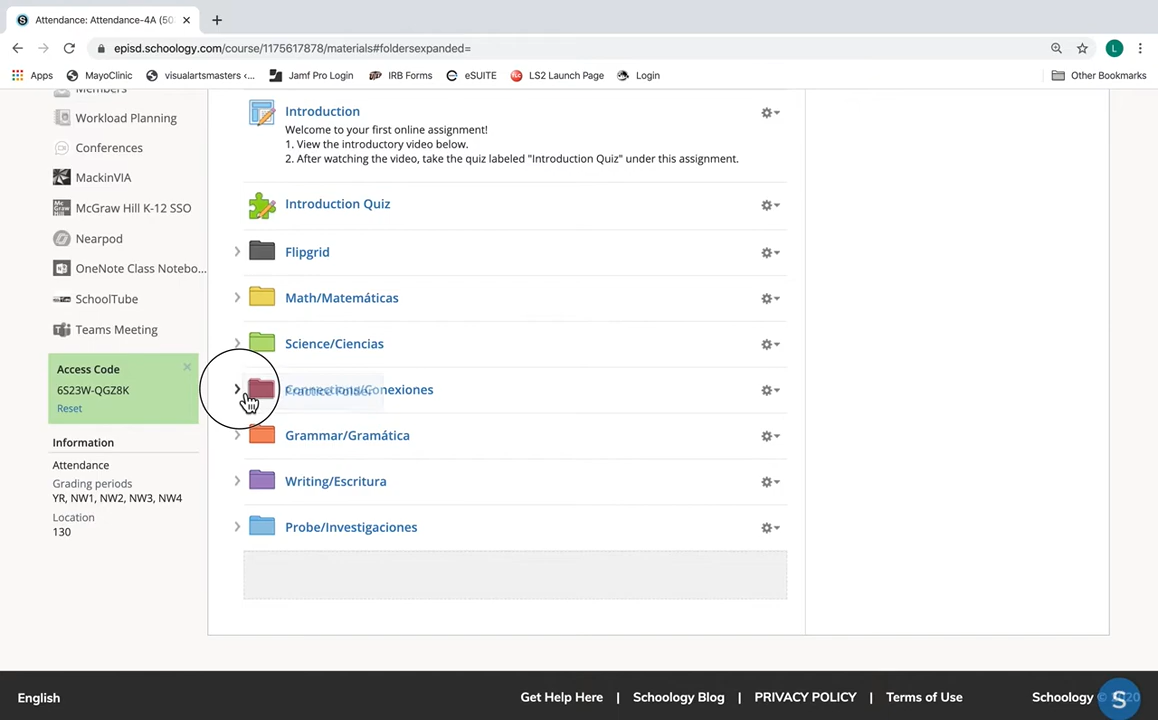 Attendance: Attendance-4A (50
episd.schoology.com/course/1175617878/materials#foldersexpanded=
L
Apps
MayoClinic
visualartsmasters <...
Jamf Pro Login
IRB Forms
eSUITE
LS2 Launch Page
Login
Other Bookmarks
Members
Workload Planning
Conferences
MackinVIA
McGraw Hill K-12 SSO
Nearpod
OneNote Class Notebo...
SchoolTube
Teams Meeting
Access Code
6S23W-QGZ8K
Reset
Information
Attendance
Grading periods
YR, NW1, NW2, NW3, NW4
Location
130
Introduction
Welcome to your first online assignment!
1. View the introductory video below.
2. After watching the video, take the quiz labeled "Introduction Quiz" under this assignment.
Introduction Quiz
Flipgrid
Math/Matemáticas
Science/Ciencias
Connections/Conexiones
Practice Folder
Grammar/Gramática
Writing/Escritura
Probe/Investigaciones
English
Get Help Here | Schoology Blog | PRIVACY POLICY | Terms of Use
Schoology © 2020
S